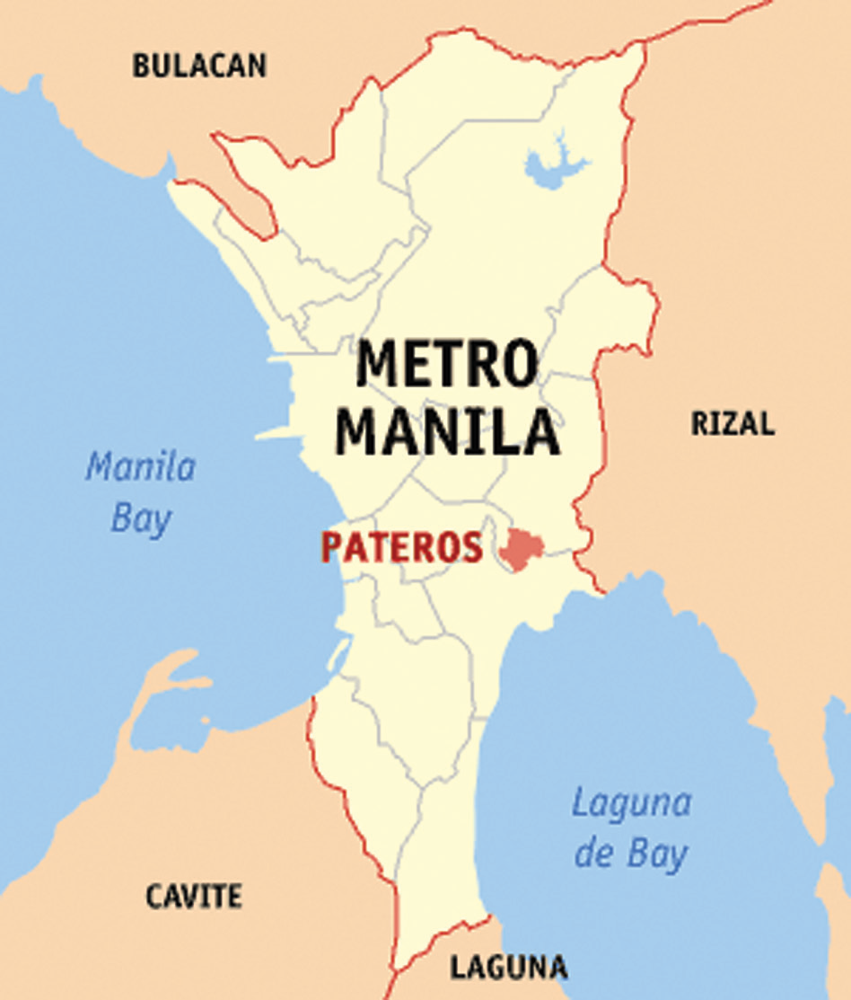 BULACAN
METRO
MANILA
RIZAL
Manila
Bay
PATEROS
Laguna
de Bay
CAVITE
LAGUNA